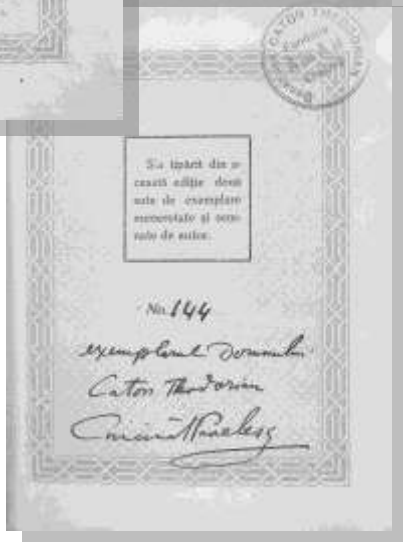 CATON THEODORIAN
S'a tipărit din a-
ceastă ediție două
sute de exemplare
numerotate și sem-
nate de autor.
No. 144
exemplarul Domnului
Caton Theodorian